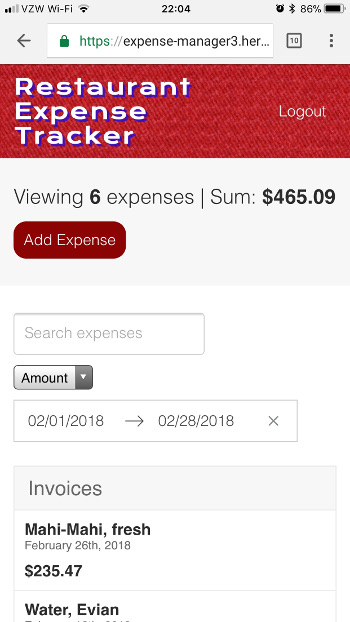 VZW Wi-Fi 22:04 86%
https://expense-manager3.her... 10
Restaurant
Expense
Tracker
Logout
Viewing 6 expenses | Sum: $465.09
Add Expense
Search expenses
Amount
02/01/2018 → 02/28/2018 ×
Invoices
Mahi-Mahi, fresh
February 26th, 2018
$235.47
Water, Evian